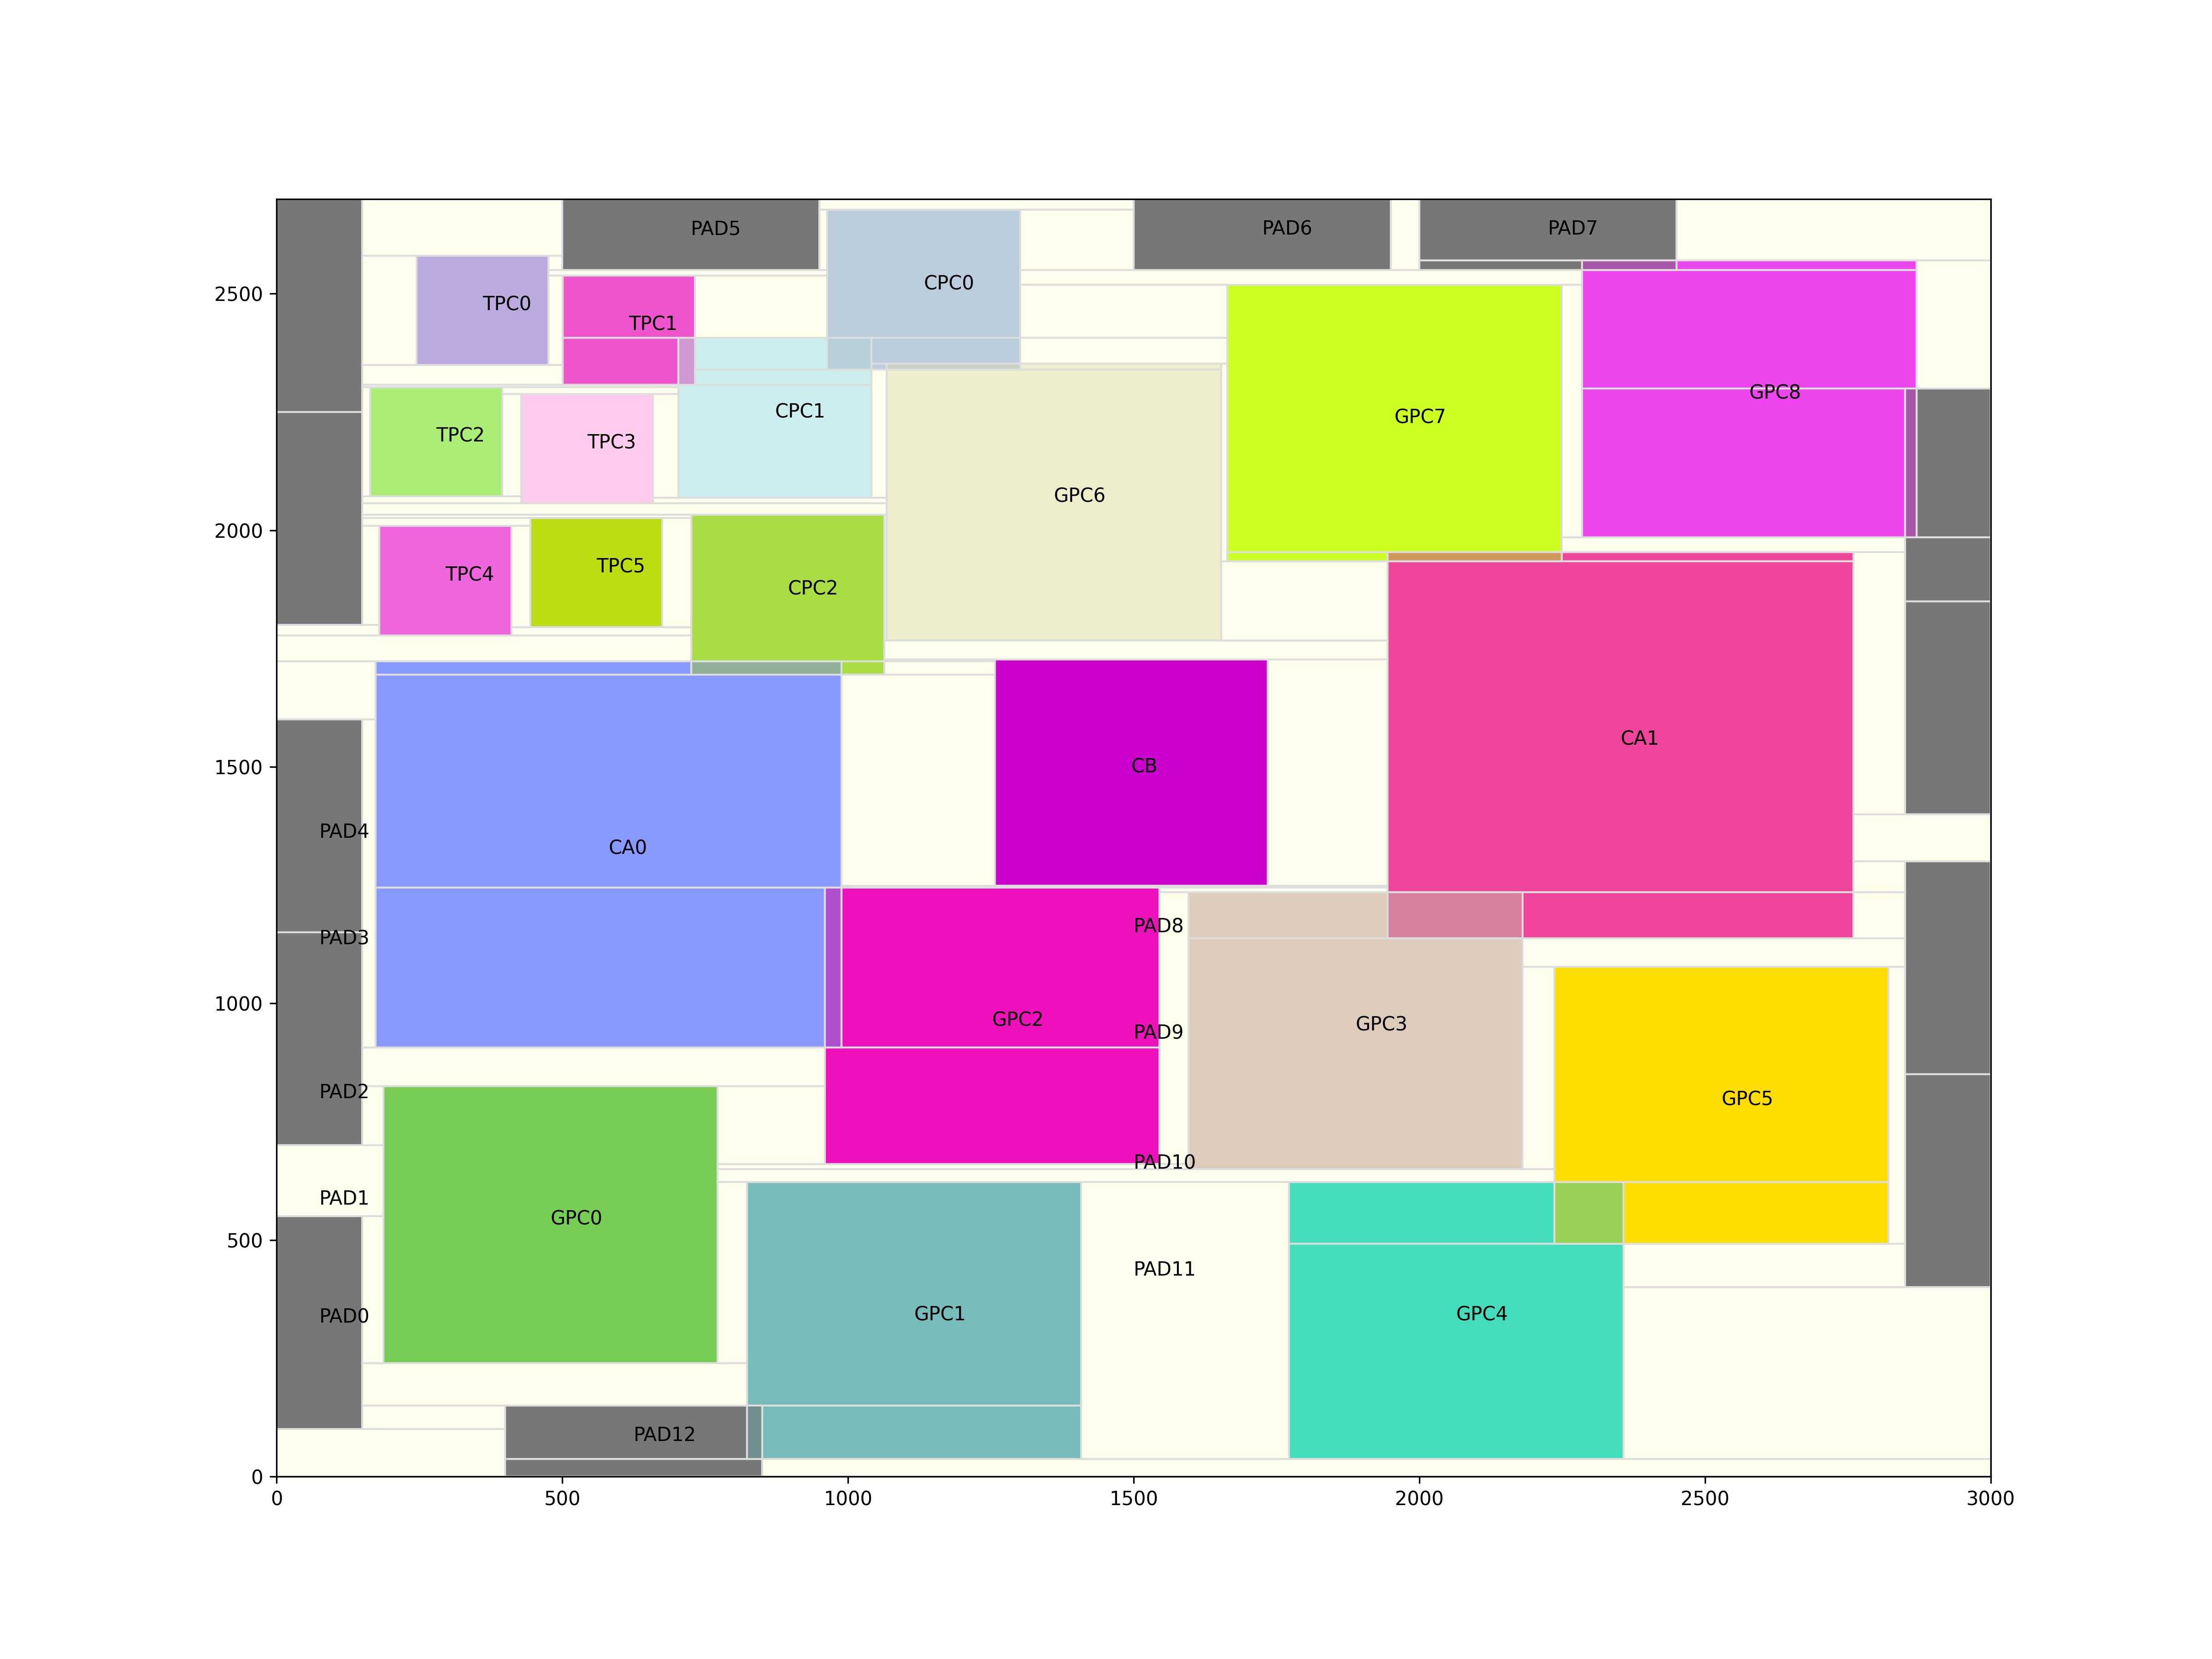 PAD5
PAD6
PAD7
CPC0
TPC0
TPC1
2500
GPC8
CPC1
GPC7
TPC2
TPC3
GPC6
2000
TPC4
TPC5
CPC2
CA1
CB
1500
PAD4
CA0
PAD8
PAD3
PAD9
GPC2
GPC3
1000
PAD2
GPC5
PAD10
PAD1
GPC0
500
PAD11
PAD0
GPC1
GPC4
PAD12
0
0 500 1000 1500 2000 2500 3000